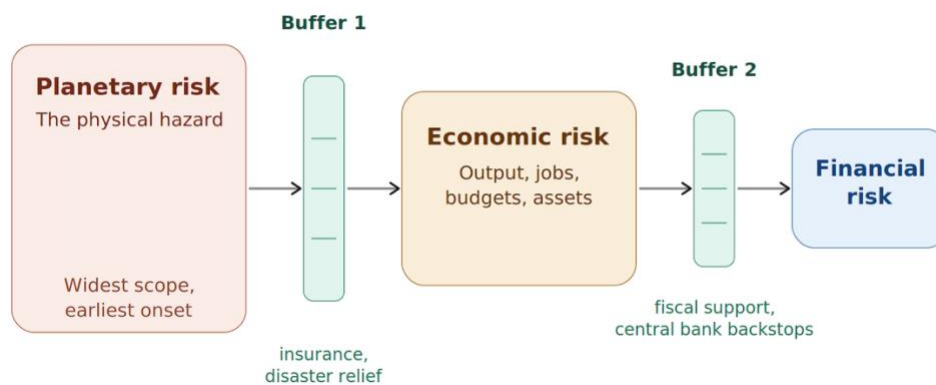 Buffer 1
Planetary risk
The physical hazard
Widest scope,
earliest onset
insurance,
disaster relief
Economic risk
Output, jobs,
budgets, assets
Buffer 2
fiscal support,
central bank backstops
Financial
risk